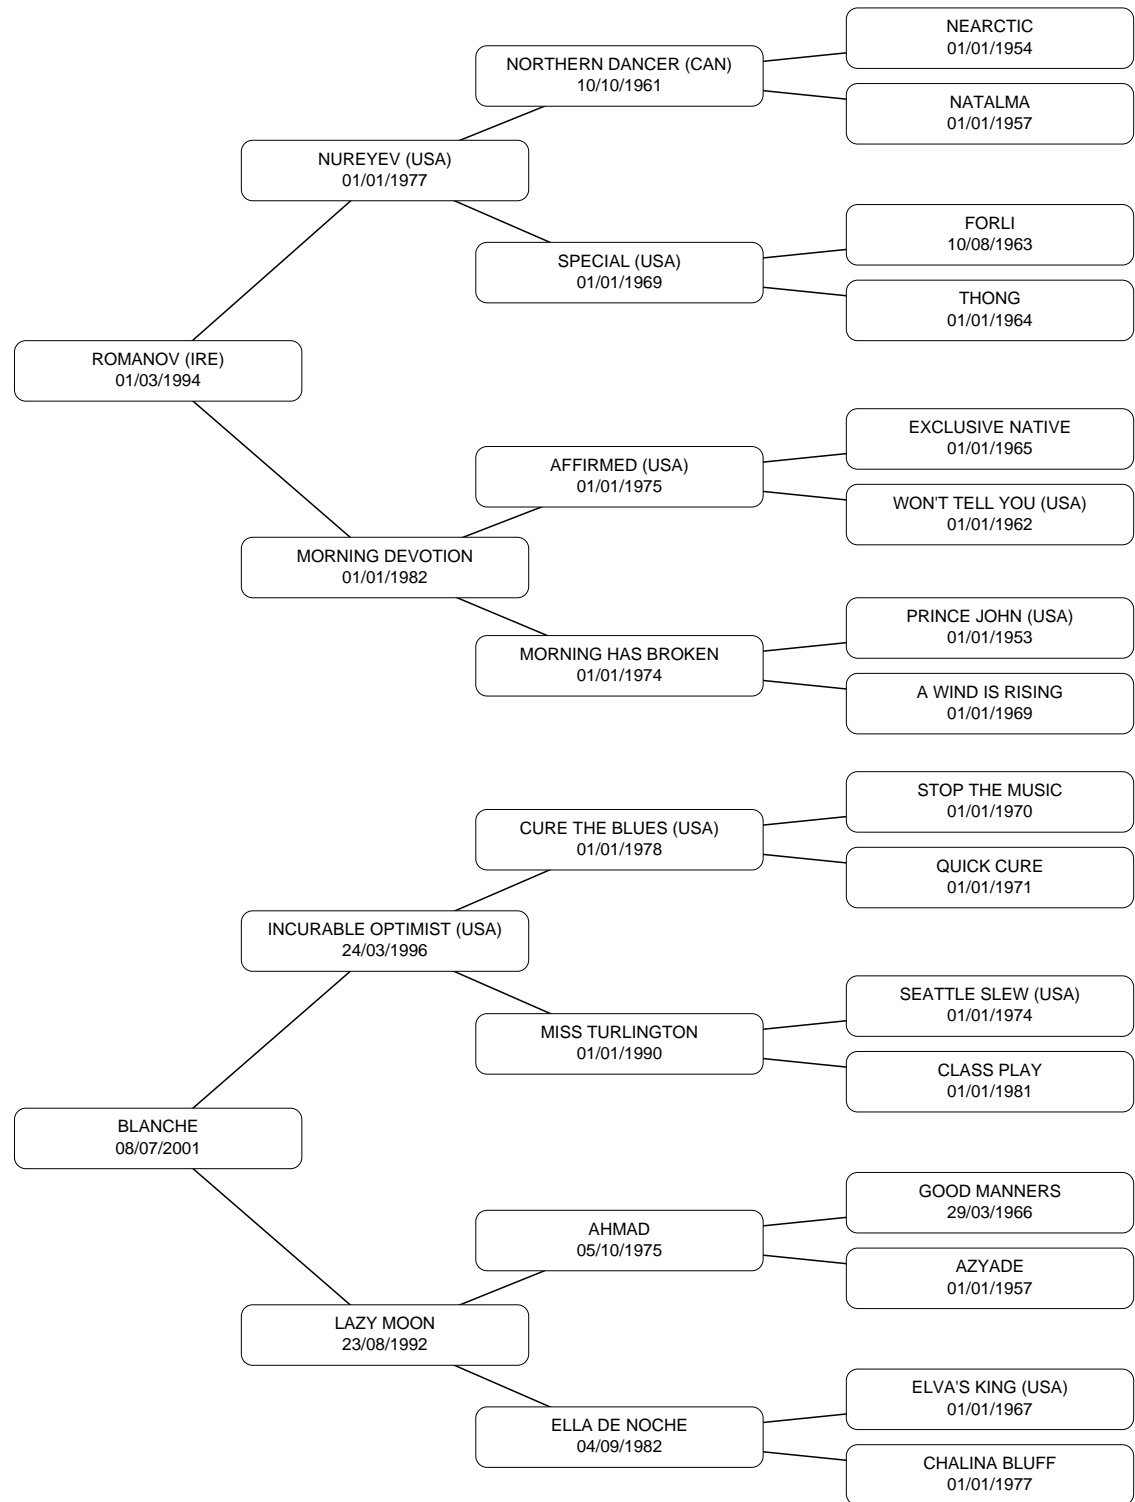 NEARCTIC
01/01/1954
NORTHERN DANCER (CAN)
10/10/1961
NATALMA
01/01/1957
NUREYEV (USA)
01/01/1977
FORLI
10/08/1963
SPECIAL (USA)
01/01/1969
THONG
01/01/1964
ROMANOV (IRE)
01/03/1994
EXCLUSIVE NATIVE
01/01/1965
AFFIRMED (USA)
01/01/1975
WON'T TELL YOU (USA)
01/01/1962
MORNING DEVOTION
01/01/1982
PRINCE JOHN (USA)
01/01/1953
MORNING HAS BROKEN
01/01/1974
A WIND IS RISING
01/01/1969
STOP THE MUSIC
01/01/1970
CURE THE BLUES (USA)
01/01/1978
QUICK CURE
01/01/1971
INCURABLE OPTIMIST (USA)
24/03/1996
SEATTLE SLEW (USA)
01/01/1974
MISS TURLINGTON
01/01/1990
CLASS PLAY
01/01/1981
BLANCHE
08/07/2001
GOOD MANNERS
29/03/1966
AHMAD
05/10/1975
AZYADE
01/01/1957
LAZY MOON
23/08/1992
ELVA'S KING (USA)
01/01/1967
ELLA DE NOCHE
04/09/1982
CHALINA BLUFF
01/01/1977